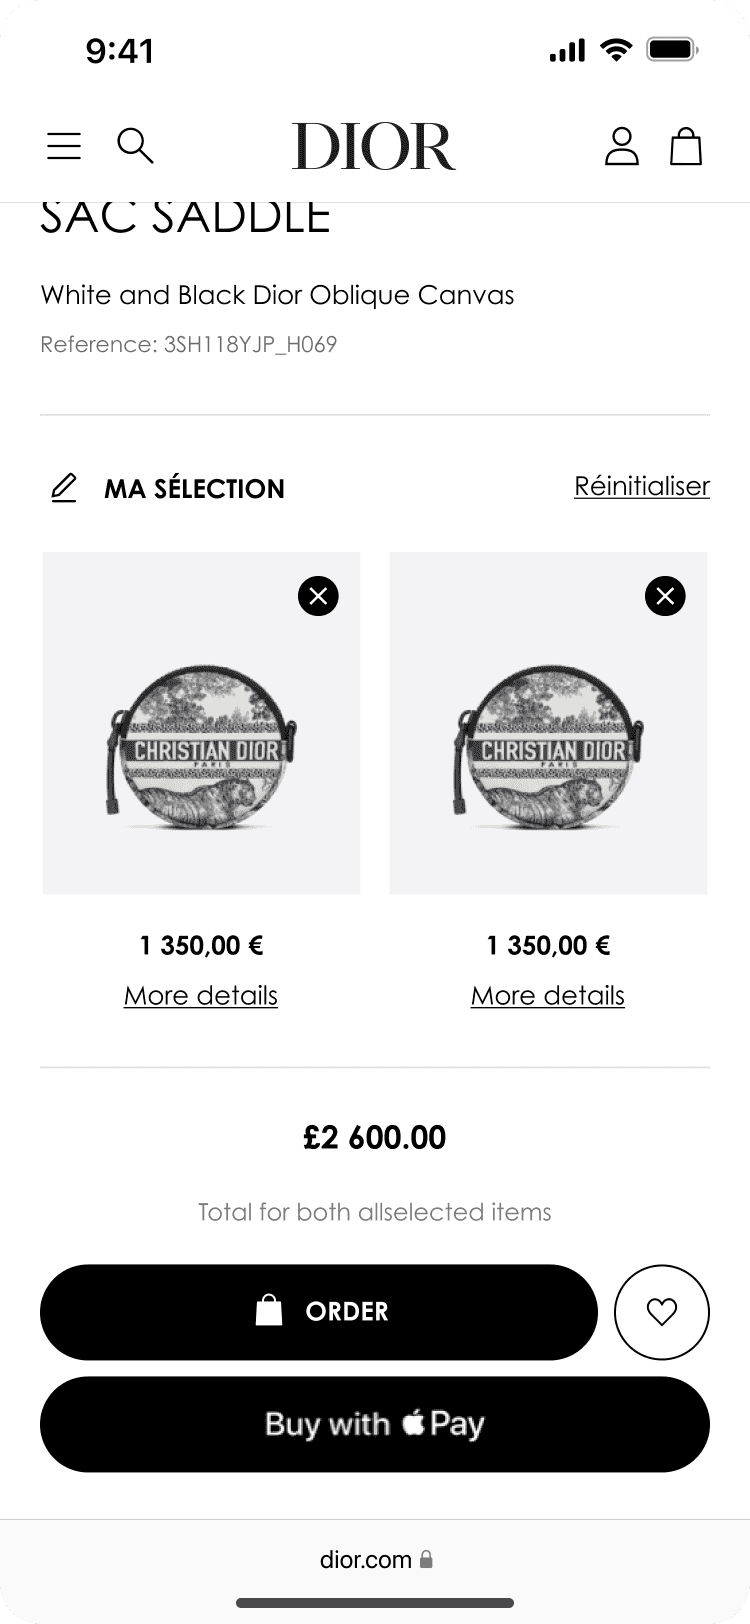 9:41
DIOR
SAC SADDLE
White and Black Dior Oblique Canvas
Reference: 3SH118YJP_H069
MA SÉLECTION
Réinitialiser
CHRISTIAN DIOR
PARIS
CHRISTIAN DIOR
PARIS
1 350,00 €
1 350,00 €
More details
More details
£2 600.00
Total for both allselected items
ORDER
Buy with Pay
dior.com